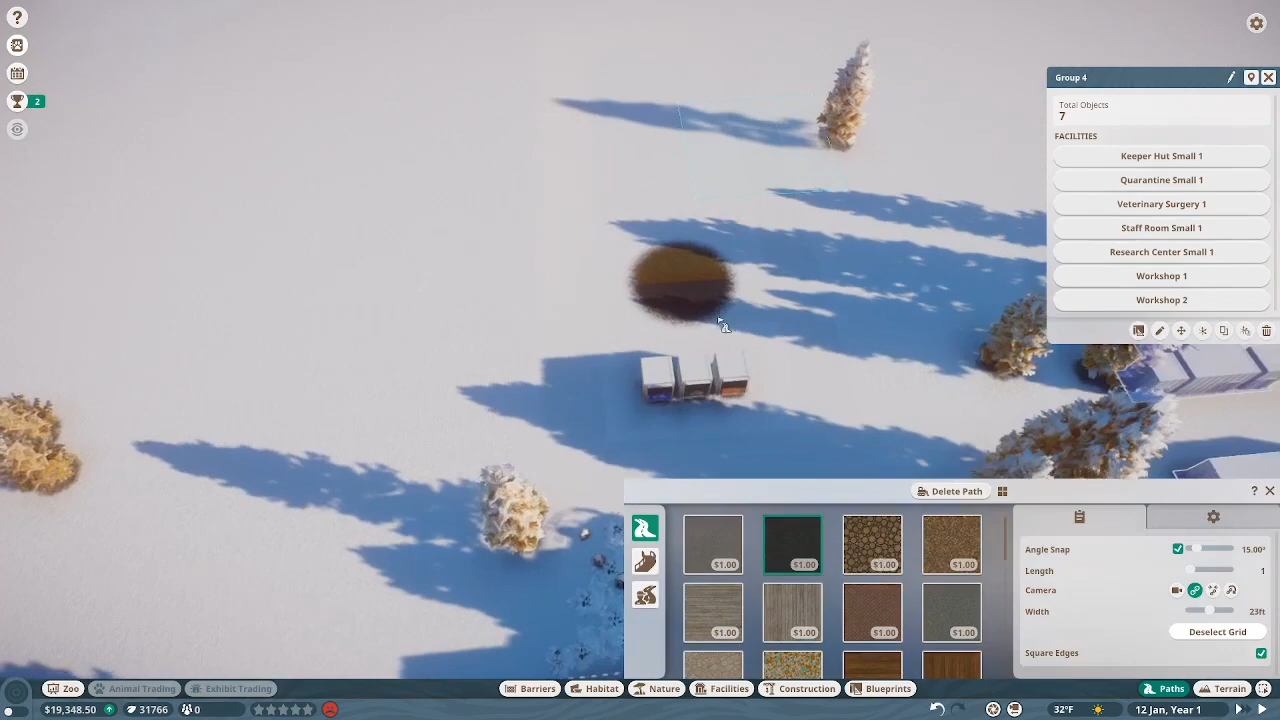 ?
2
Group 4
Total Objects
7
FACILITIES
Keeper Hut Small 1
Quarantine Small 1
Veterinary Surgery 1
Staff Room Small 1
Research Center Small 1
Workshop 1
Workshop 2
Delete Path
?
$1.00 $1.00 $1.00 $1.00
$1.00 $1.00 $1.00 $1.00
Angle Snap 15.00°
Length 1
Camera
Width 23ft
Deselect Grid
Square Edges
Zoo Animal Trading Exhibit Trading Barriers Habitat Nature Facilities Construction Blueprints Paths Terrain
$19,348.50 31766 0 32°F 12 Jan, Year 1